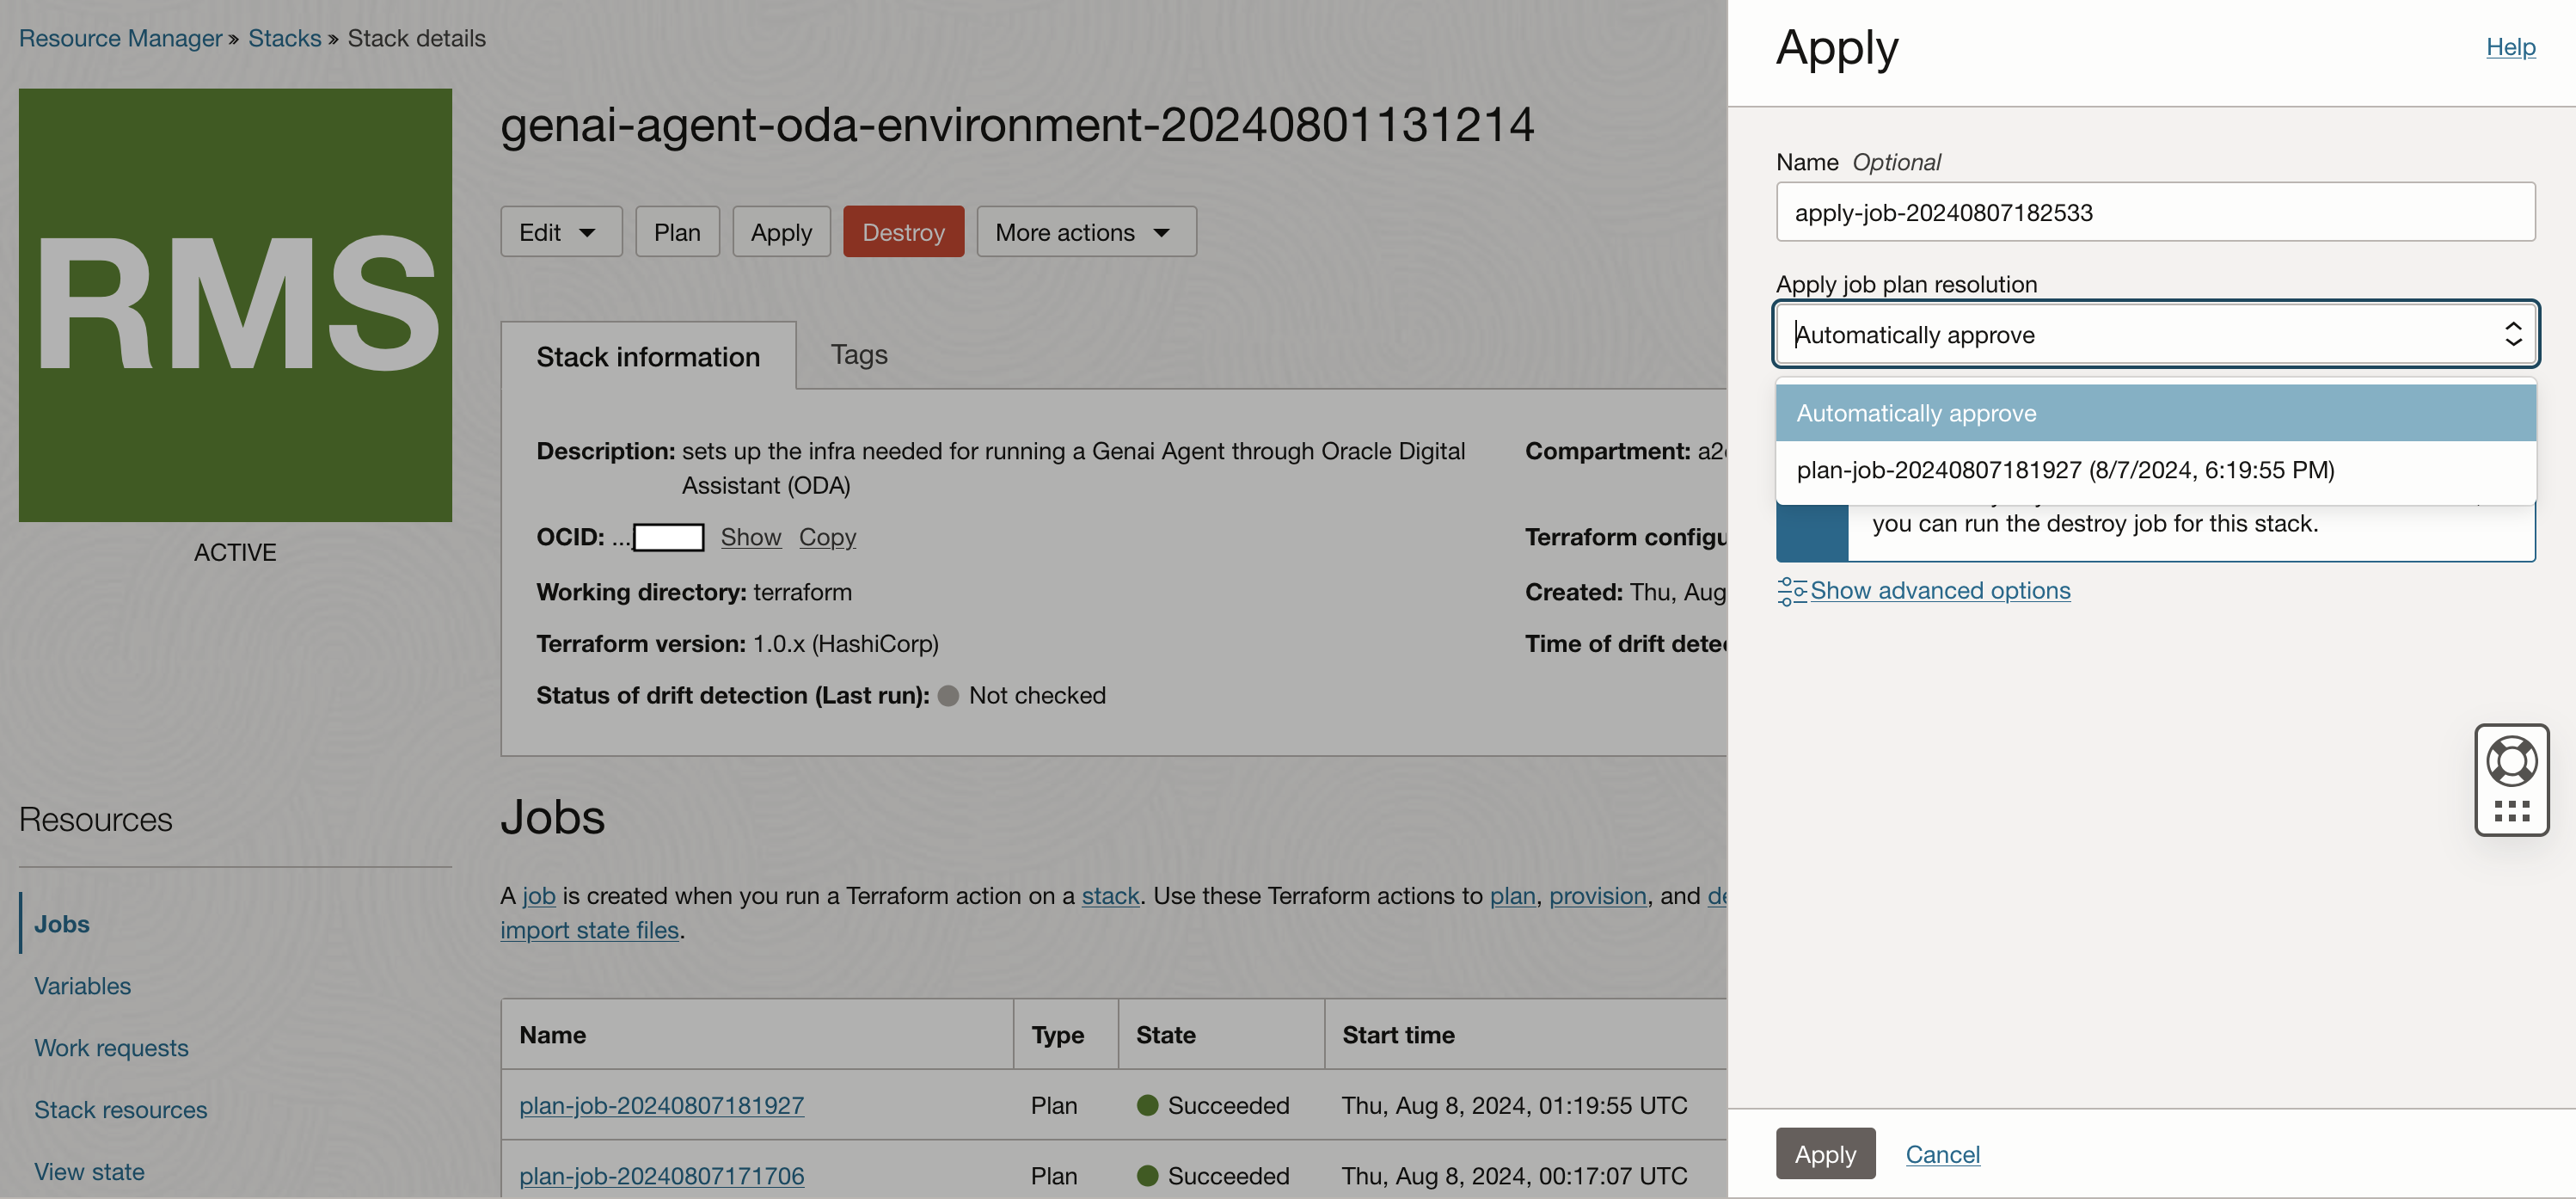 Resource Manager » Stacks » Stack details
RMS
ACTIVE
genai-agent-oda-environment-20240801131214
Edit Plan Apply Destroy More actions
Stack information Tags
Description: sets up the infra needed for running a Genai Agent through Oracle Digital
Assistant (ODA)
OCID: ... Show Copy
Working directory: terraform
Terraform version: 1.0.x (HashiCorp)
Status of drift detection (Last run): Not checked
Compartment:
Terraform
Created: Thu, Aug
Time of drift
Resources
Jobs
Variables
Work requests
Stack resources
View state
Jobs
A job is created when you run a Terraform action on a stack. Use these Terraform actions to plan, provision, and
import state files.
Name Type State Start time
plan-job-20240807181927 Plan Succeeded Thu, Aug 8, 2024, 01:19:55 UTC
plan-job-20240807171706 Plan Succeeded Thu, Aug 8, 2024, 00:17:07 UTC
Apply
Help
Name Optional
apply-job-20240807182533
Apply job plan resolution
Automatically approve
Automatically approve
plan-job-20240807181927 (8/7/2024, 6:19:55 PM)
you can run the destroy job for this stack.
Show advanced options
Apply Cancel